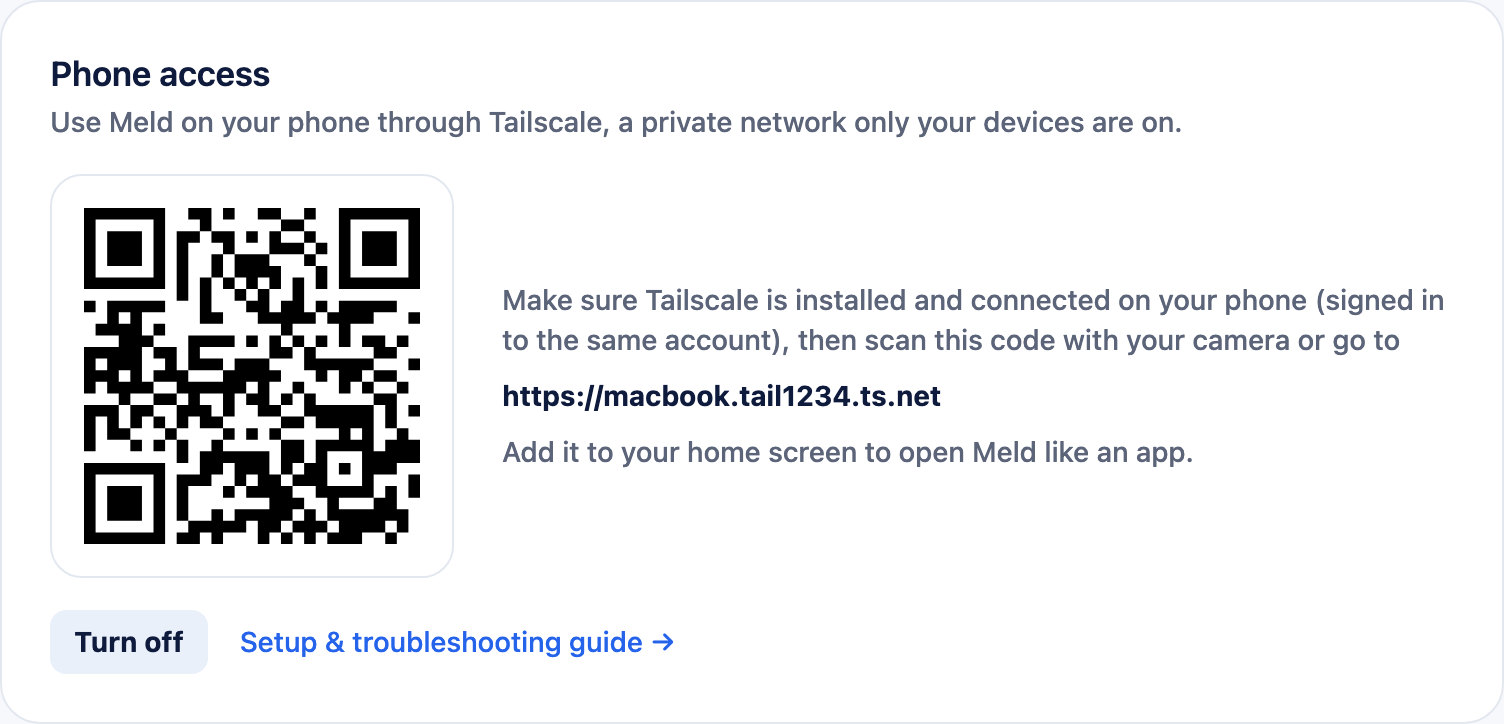 Phone access
Use Meld on your phone through Tailscale, a private network only your devices are on.
Make sure Tailscale is installed and connected on your phone (signed in
to the same account), then scan this code with your camera or go to
https://macbook.tail1234.ts.net
Add it to your home screen to open Meld like an app.
Turn off
Setup & troubleshooting guide →